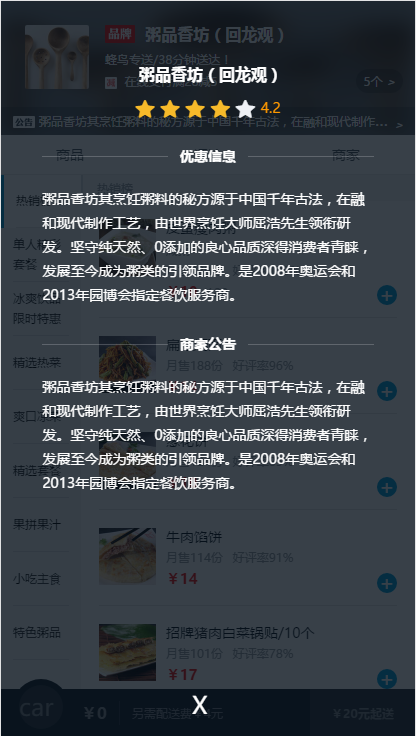 品牌 粥品香坊（回龙观）
蜂鸟专送/38分钟送达！
粥品香坊（回龙观）
5个 >
4.2
公告 粥品香坊其烹饪粥料的秘方源于中国千年古法，在融和现代制作... >
商品 商家
优惠信息
粥品香坊其烹饪粥料的秘方源于中国千年古法，在融
和现代制作工艺，由世界烹饪大师屈浩先生领衔研
发。坚守纯天然、0添加的良心品质深得消费者青睐，
发展至今成为粥类的引领品牌。是2008年奥运会和
2013年园博会指定餐饮服务商。
商家公告
粥品香坊其烹饪粥料的秘方源于中国千年古法，在融
和现代制作工艺，由世界烹饪大师屈浩先生领衔研
发。坚守纯天然、0添加的良心品质深得消费者青睐，
发展至今成为粥类的引领品牌。是2008年奥运会和
2013年园博会指定餐饮服务商。
热销榜
套餐
限时特惠
精选热菜
爽口凉菜
精选套餐
果拼果汁
小吃主食
特色粥品
月售188份 好评率96%
牛肉馅饼
月售114份 好评率91%
￥14
招牌猪肉白菜锅贴/10个
月售101份 好评率78%
￥17
car
￥0
另需配送费￥4元
X
￥20元起送